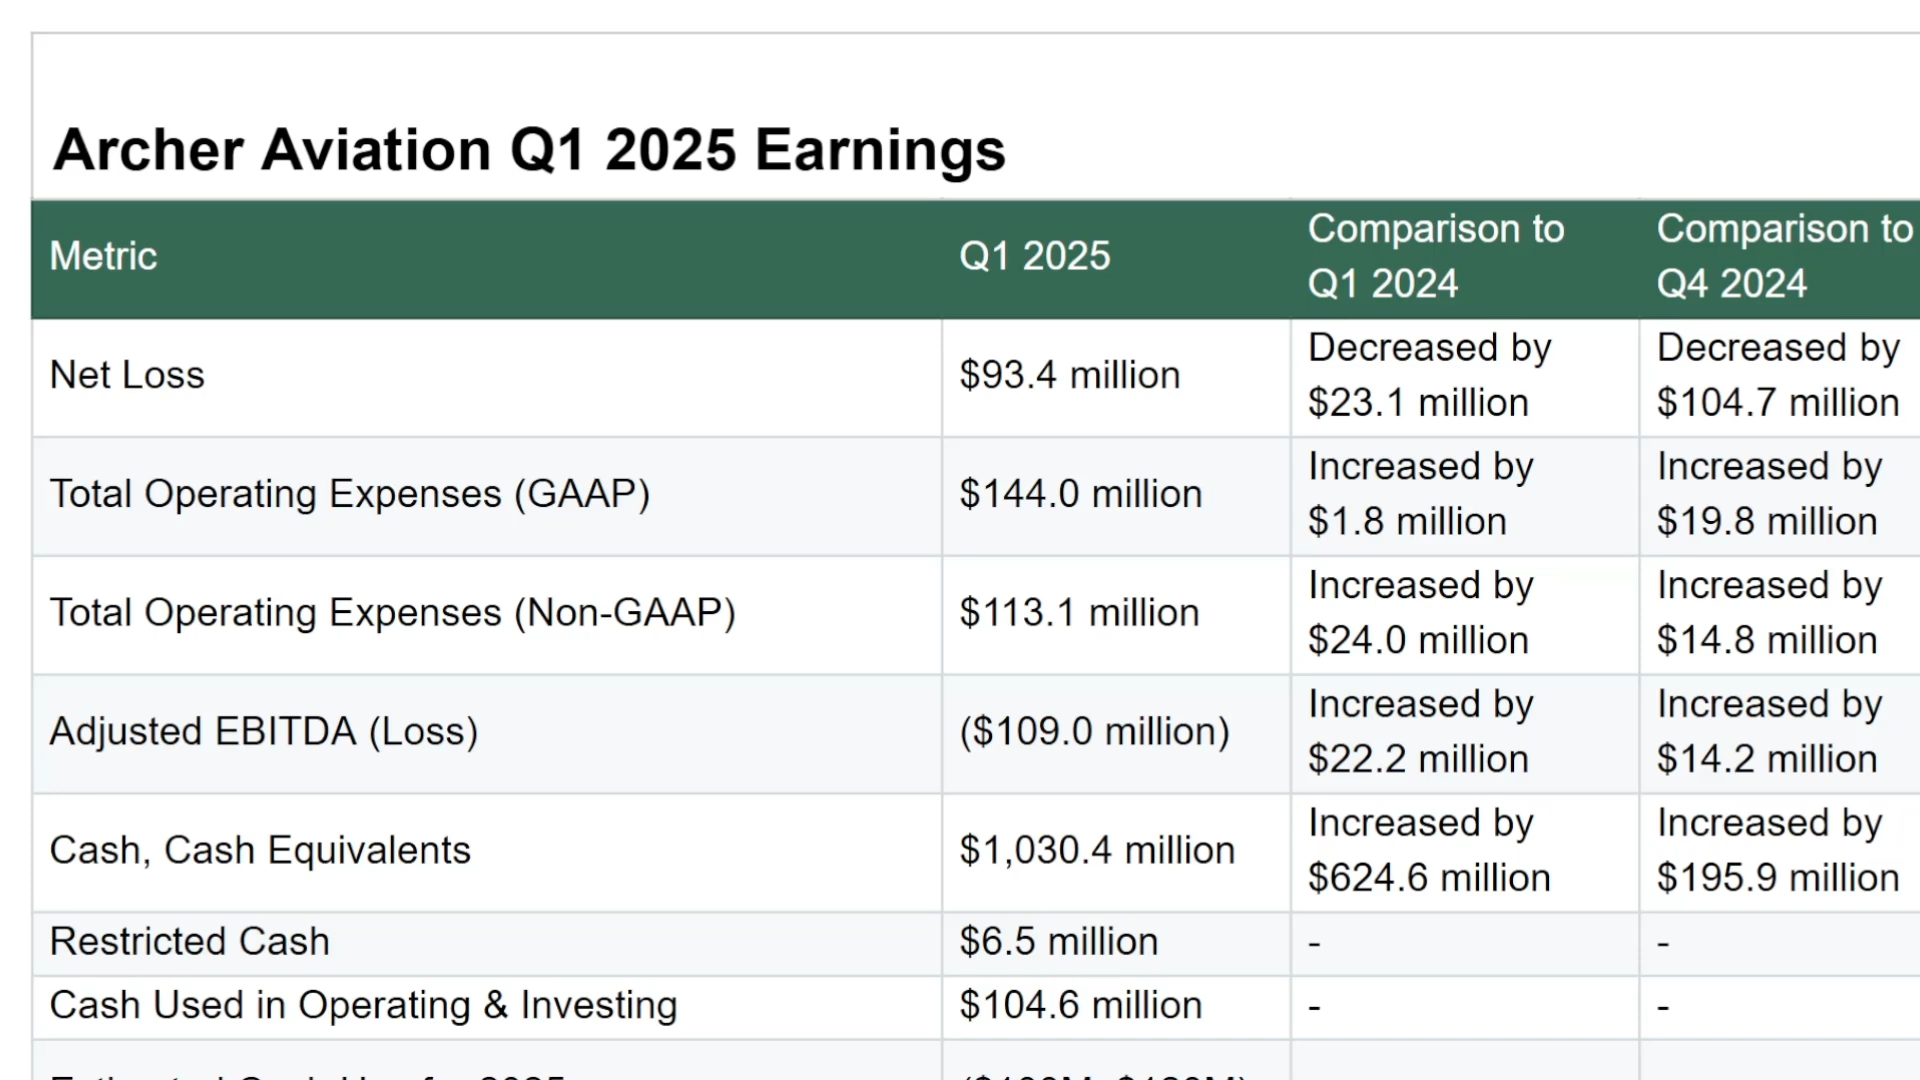 Archer Aviation Q1 2025 Earnings
Metric
Q1 2025
Comparison to
Q1 2024
Comparison to
Q4 2024
Net Loss
$93.4 million
Decreased by
$23.1 million
Decreased by
$104.7 million
Total Operating Expenses (GAAP)
$144.0 million
Increased by
$1.8 million
Increased by
$19.8 million
Total Operating Expenses (Non-GAAP)
$113.1 million
Increased by
$24.0 million
Increased by
$14.8 million
Adjusted EBITDA (Loss)
($109.0 million)
Increased by
$22.2 million
Increased by
$14.2 million
Cash, Cash Equivalents
$1,030.4 million
Increased by
$624.6 million
Increased by
$195.9 million
Restricted Cash
$6.5 million
-
-
Cash Used in Operating & Investing
$104.6 million
-
-